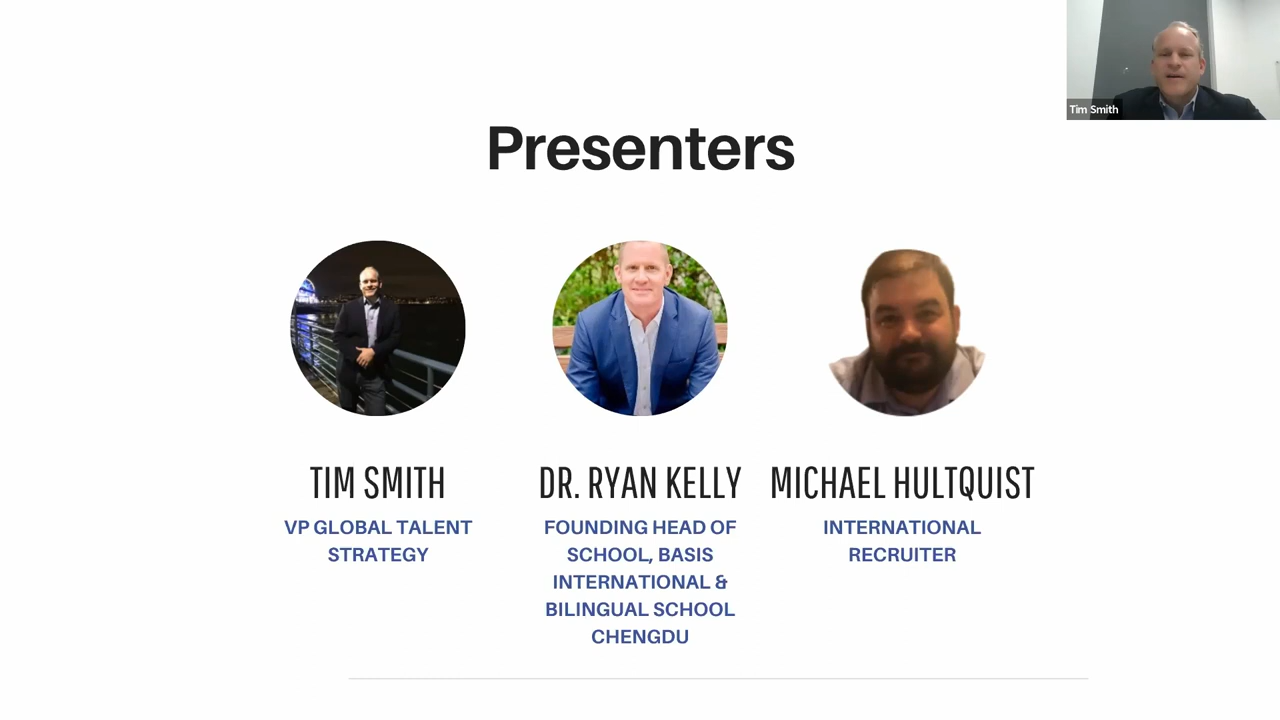 Tim Smith
Presenters
TIM SMITH
VP GLOBAL TALENT
STRATEGY
DR. RYAN KELLY
FOUNDING HEAD OF
SCHOOL, BASIS
INTERNATIONAL &
BILINGUAL SCHOOL
CHENGDU
MICHAEL HULTQUIST
INTERNATIONAL
RECRUITER